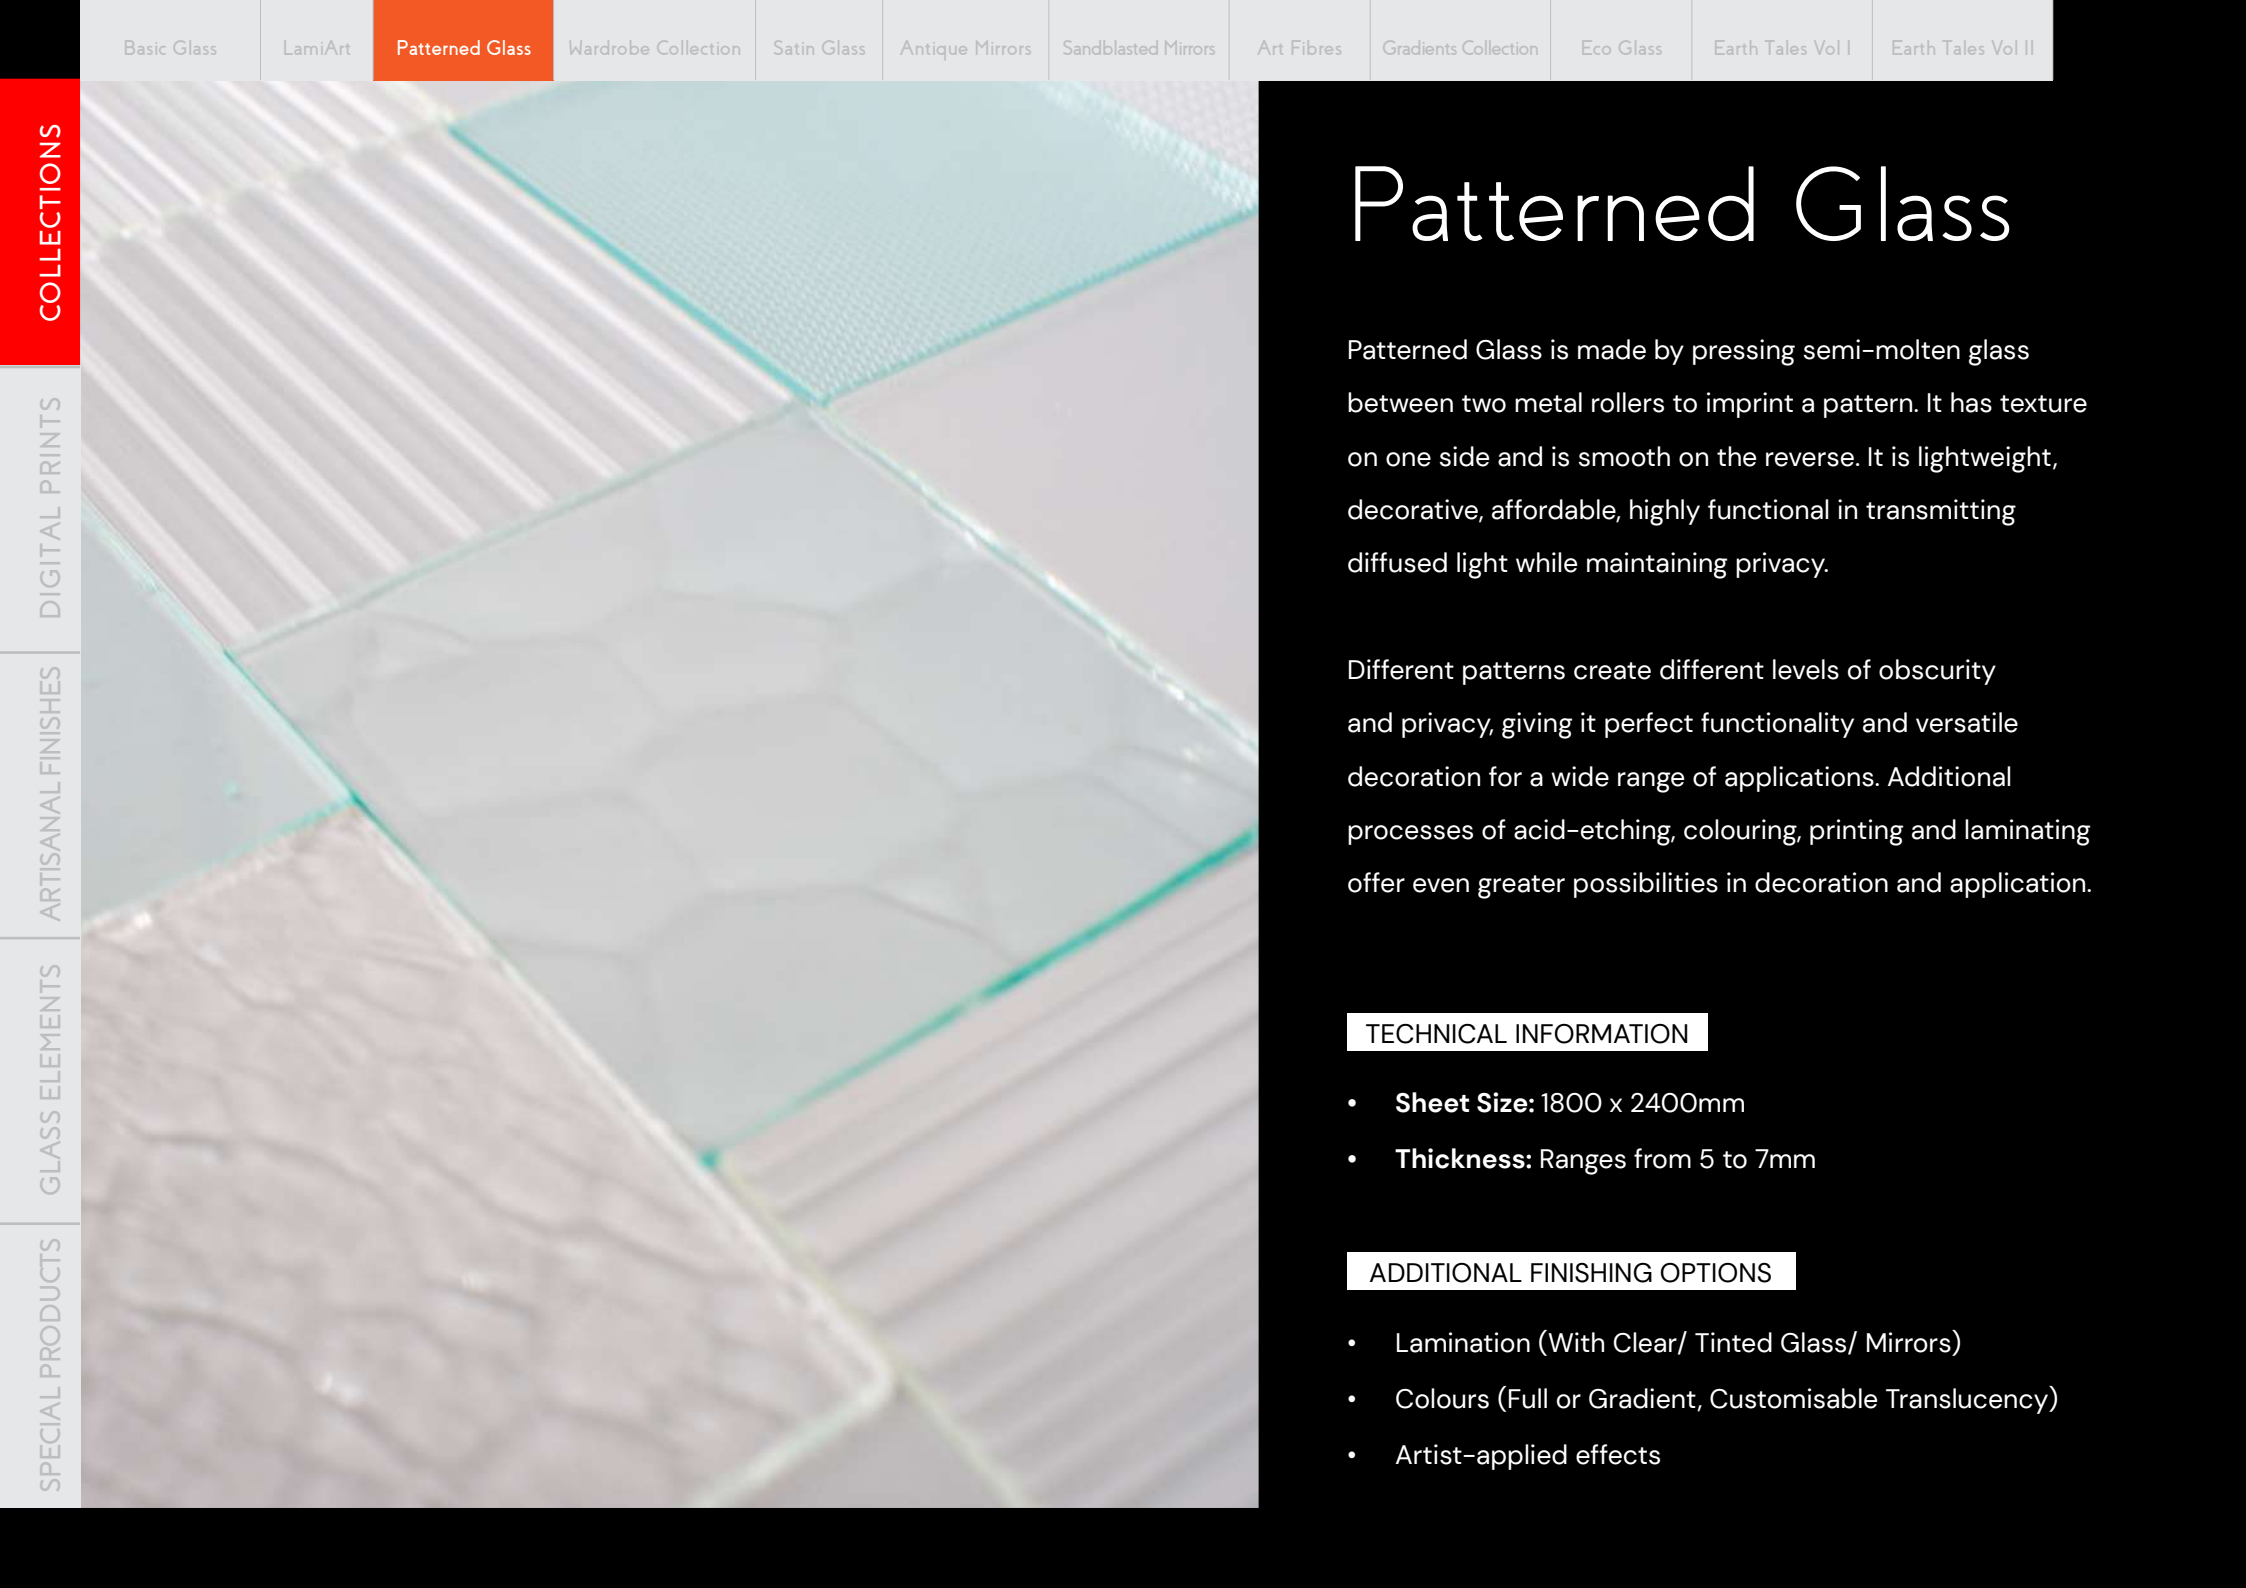 Basic Glass
LamiArt
Patterned Glass
Wardrobe Collection
Satin Glass
Antique Mirrors
Sandblasted Mirrors
Art Fibres
Gradients Collection
Eco Glass
Earth Tales Vol I
Earth Tales Vol II
COLLECTIONS
DIGITAL PRINTS
ARTISANAL FINISHES
GLASS ELEMENTS
SPECIAL PRODUCTS
Patterned Glass
Patterned Glass is made by pressing semi-molten glass
between two metal rollers to imprint a pattern. It has texture
on one side and is smooth on the reverse. It is lightweight,
decorative, affordable, highly functional in transmitting
diffused light while maintaining privacy.
Different patterns create different levels of obscurity
and privacy, giving it perfect functionality and versatile
decoration for a wide range of applications. Additional
processes of acid-etching, colouring, printing and laminating
offer even greater possibilities in decoration and application.
TECHNICAL INFORMATION
• Sheet Size: 1800 x 2400mm
• Thickness: Ranges from 5 to 7mm
ADDITIONAL FINISHING OPTIONS
• Lamination (With Clear/ Tinted Glass/ Mirrors)
• Colours (Full or Gradient, Customisable Translucency)
• Artist-applied effects